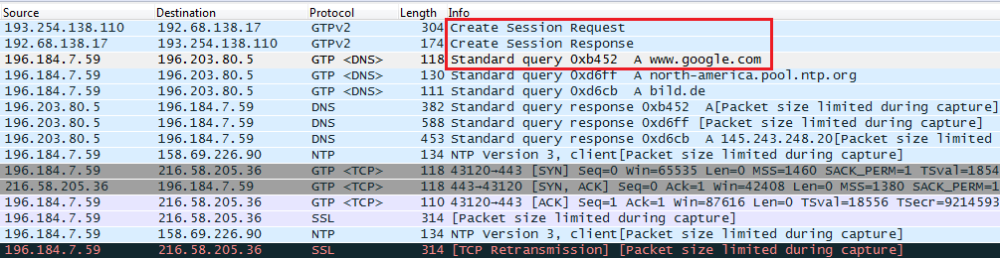 Source Destination Protocol Length Info
193.254.138.110 192.68.138.17 GTPv2 304 Create Session Request
192.68.138.17 193.254.138.110 GTPv2 174 Create Session Response
196.184.7.59 196.203.80.5 GTP <DNS> 118 Standard query 0xb452 A www.google.com
196.184.7.59 196.203.80.5 GTP <DNS> 130 Standard query 0xd6ff A north-america.pool.ntp.org
196.184.7.59 196.203.80.5 GTP <DNS> 111 Standard query 0xd6cb A bild.de
196.203.80.5 196.184.7.59 DNS 382 Standard query response 0xb452 A[Packet size limited during capture]
196.203.80.5 196.184.7.59 DNS 588 Standard query response 0xd6ff [Packet size limited during capture]
196.203.80.5 196.184.7.59 DNS 453 Standard query response 0xd6cb A 145.243.248.20[Packet size limited
196.184.7.59 158.69.226.90 NTP 134 NTP Version 3, client[Packet size limited during capture]
196.184.7.59 216.58.205.36 GTP <TCP> 118 43120→443 [SYN] Seq=0 Win=65535 Len=0 MSS=1460 SACK_PERM=1 TSval=1854
216.58.205.36 196.184.7.59 GTP <TCP> 118 443→43120 [SYN, ACK] Seq=0 Ack=1 Win=42408 Len=0 MSS=1380 SACK_PERM=
196.184.7.59 216.58.205.36 GTP <TCP> 110 43120→443 [ACK] Seq=1 Ack=1 Win=87616 Len=0 TSval=18556 TSecr=9214593
196.184.7.59 216.58.205.36 SSL 314 [Packet size limited during capture]
196.184.7.59 158.69.226.90 NTP 134 NTP Version 3, client[Packet size limited during capture]
196.184.7.59 216.58.205.36 SSL 314 [TCP Retransmission] [Packet size limited during capture]